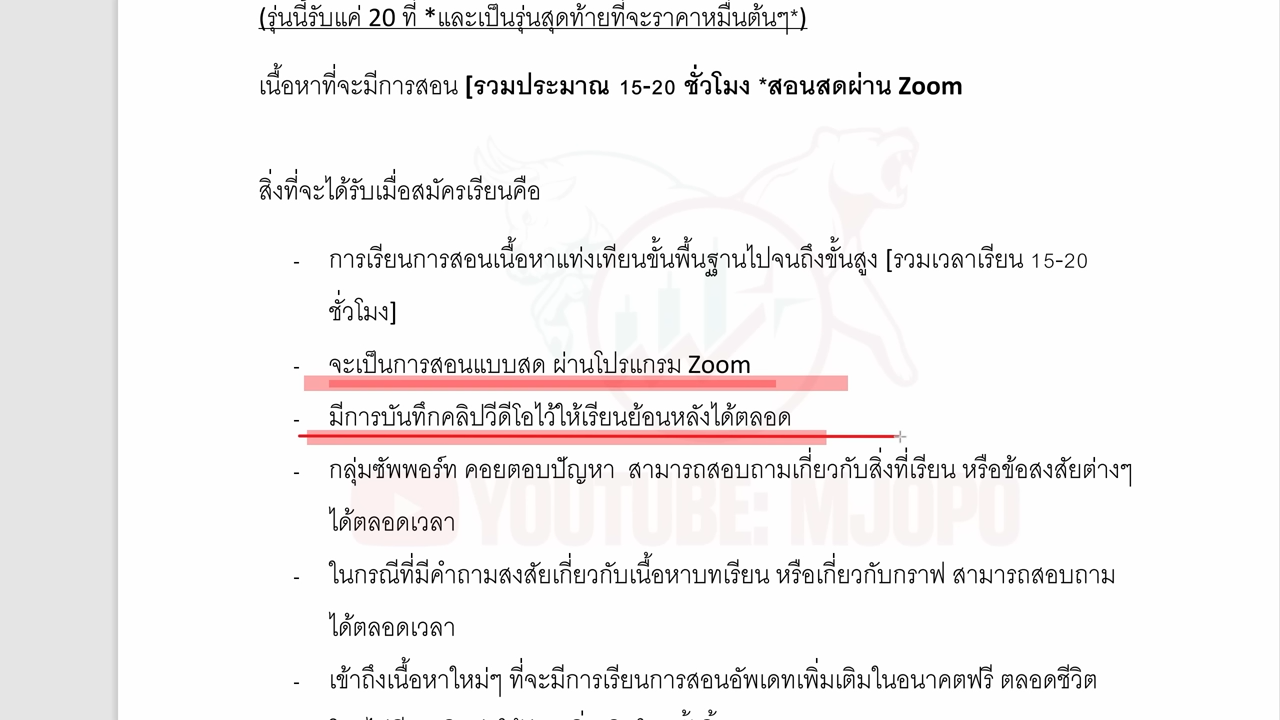 (รุ่นนี้รับแค่ 20 ที่ *และเป็นรุ่นสุดท้ายที่จะราคาหมื่นต้นๆ*)
เนื้อหาที่จะมีการสอน [รวมประมาณ 15-20 ชั่วโมง *สอนสดผ่าน Zoom
สิ่งที่จะได้รับเมื่อสมัครเรียนคือ
- การเรียนการสอนเนื้อหาแท่งเทียนขั้นพื้นฐานไปจนถึงขั้นสูง [รวมเวลาเรียน 15-20
ชั่วโมง]
- จะเป็นการสอนแบบสด ผ่านโปรแกรม Zoom
- มีการบันทึกคลิปวีดีโอไว้ให้เรียนย้อนหลังได้ตลอด
- กลุ่มซัพพอร์ท คอยตอบปัญหา สามารถสอบถามเกี่ยวกับสิ่งที่เรียน หรือข้อสงสัยต่างๆ
ได้ตลอดเวลา
YOUTUBE: MJOPO
- ในกรณีที่มีคำถามสงสัยเกี่ยวกับเนื้อหาบทเรียน หรือเกี่ยวกับกราฟ สามารถสอบถาม
ได้ตลอดเวลา
- เข้าถึงเนื้อหาใหม่ๆ ที่จะมีการเรียนการสอนอัพเดทเพิ่มเติมในอนาคตฟรี ตลอดชีวิต